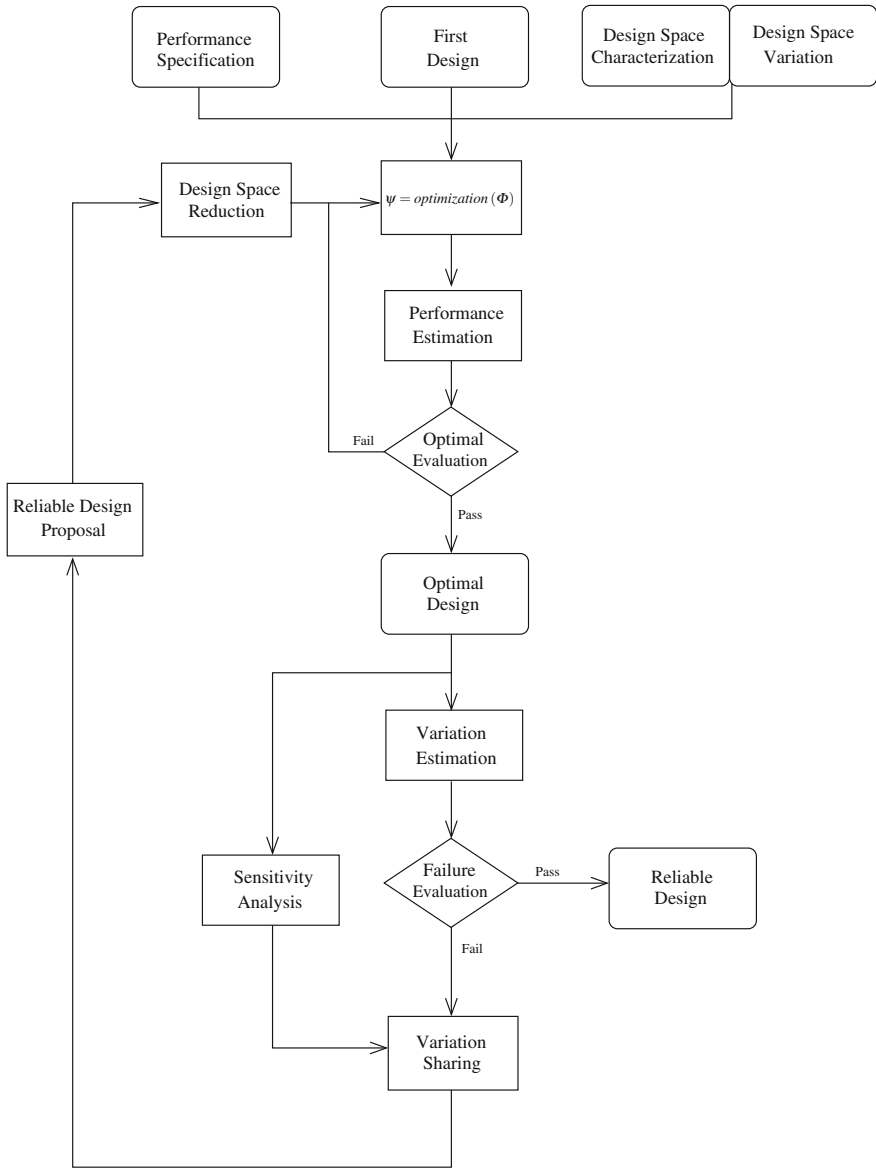 Performance
Specification
First
Design
Design Space
Characterization
Design Space
Variation
Design Space
Reduction
ψ = optimization (Φ)
Performance
Estimation
Fail
Optimal
Evaluation
Pass
Reliable Design
Proposal
Optimal
Design
Variation
Estimation
Sensitivity
Analysis
Failure
Evaluation
Pass
Reliable
Design
Fail
Variation
Sharing